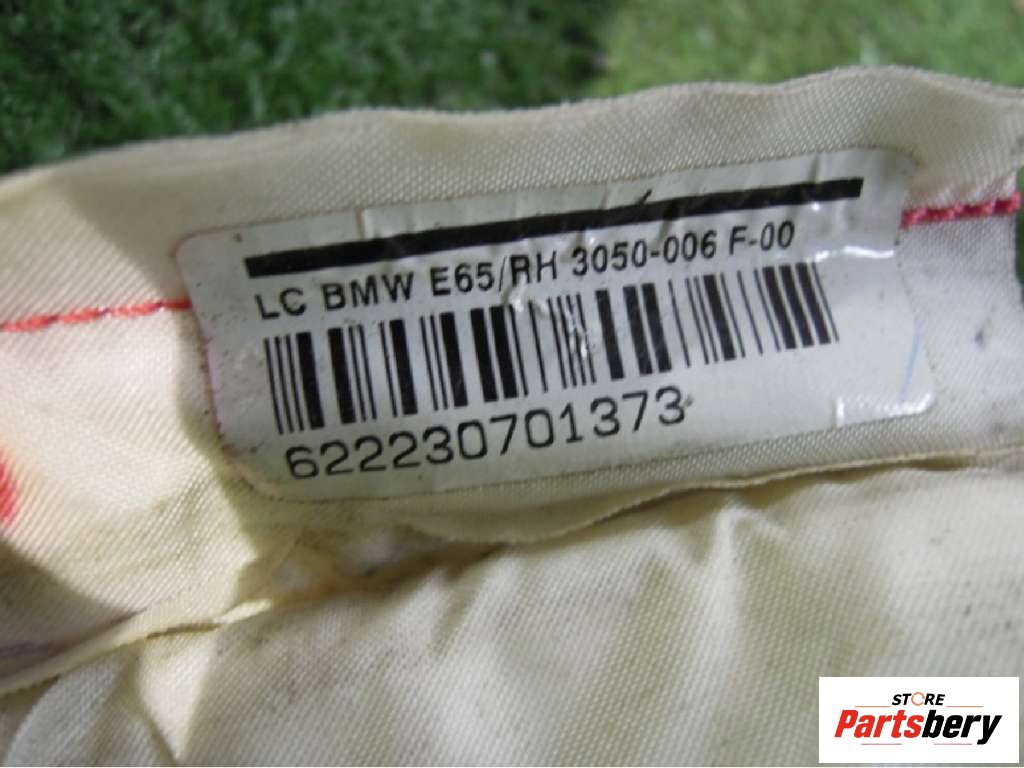 LC BMW E65/RH 3050-006 F-00
622230701373
STORE
Partsbery